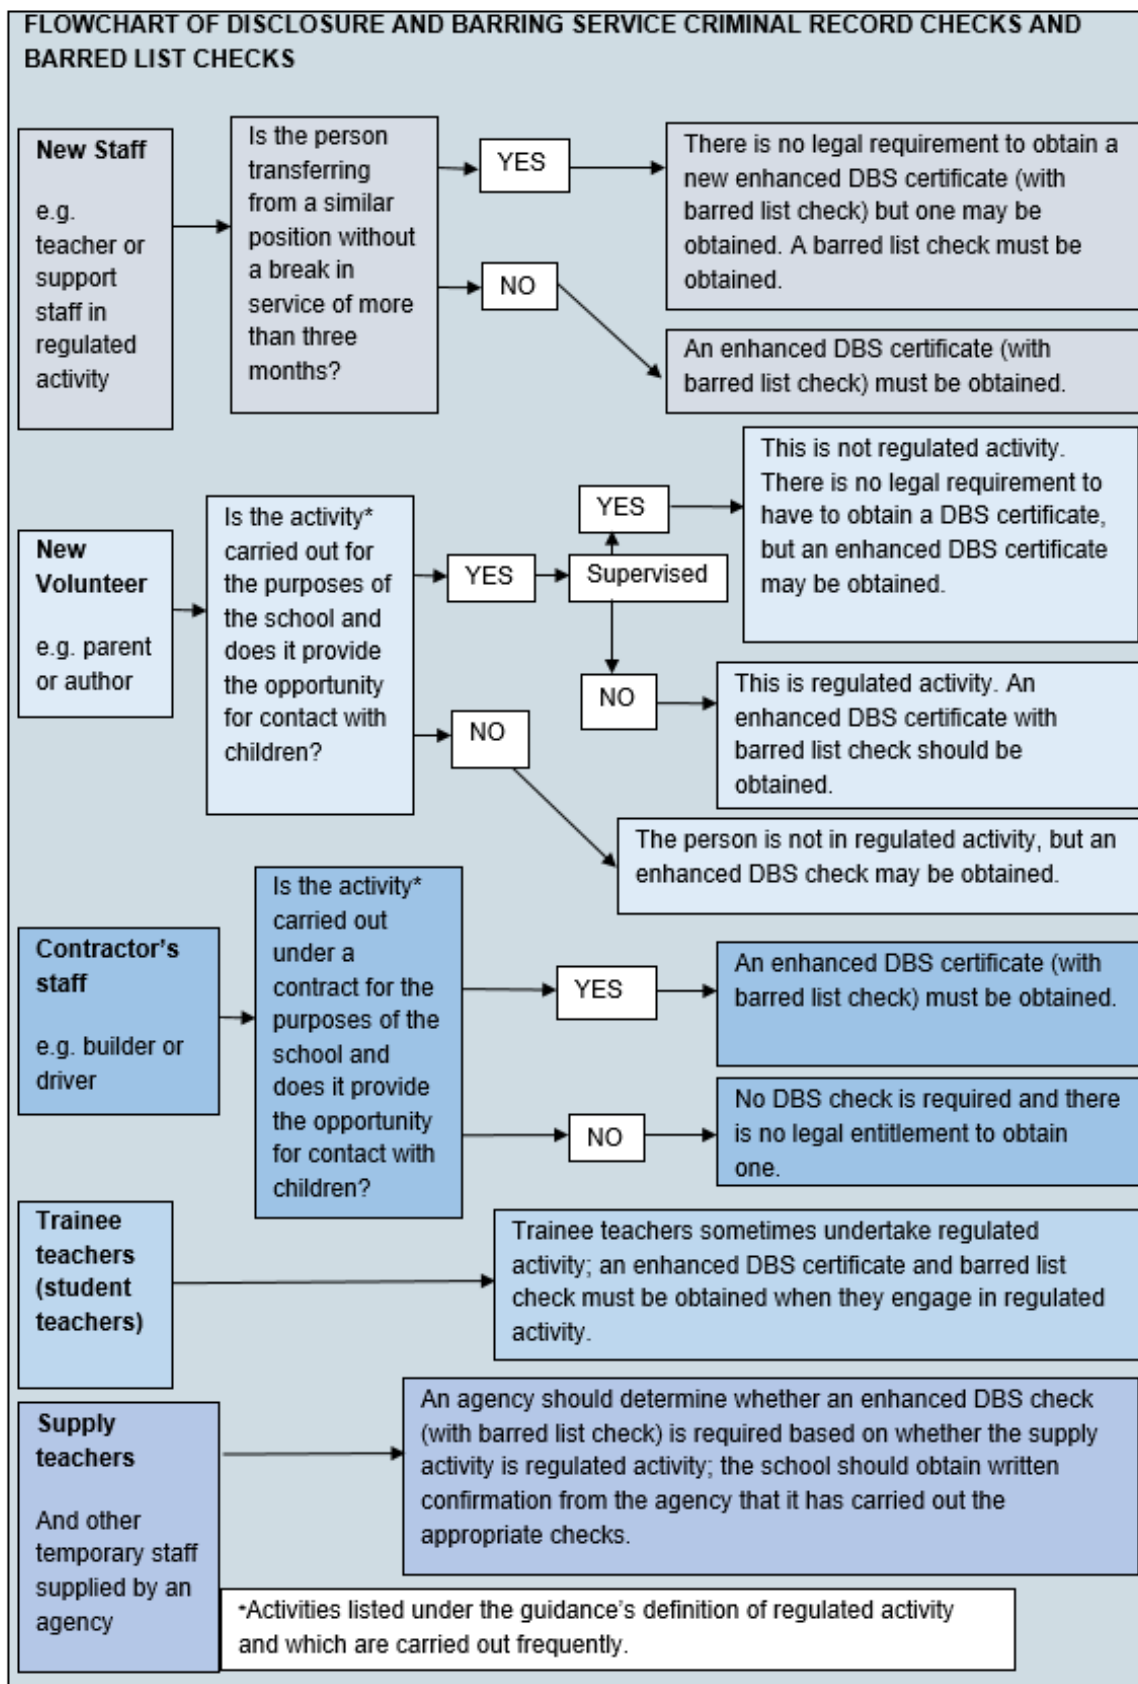 FLOWCHART OF DISCLOSURE AND BARRING SERVICE CRIMINAL RECORD CHECKS AND
BARRED LIST CHECKS
New Staff
e.g.
teacher or
support
staff in
regulated
activity
Is the person
transferring
from a similar
position without
a break in
service of more
than three
months?
YES
There is no legal requirement to obtain a
new enhanced DBS certificate (with
barred list check) but one may be
obtained. A barred list check must be
obtained.
NO
An enhanced DBS certificate (with
barred list check) must be obtained.
New
Volunteer
e.g. parent
or author
Is the activity*
carried out for
the purposes of
the school and
does it provide
the opportunity
for contact with
children?
YES
Supervised
YES
This is not regulated activity.
There is no legal requirement to
have to obtain a DBS certificate,
but an enhanced DBS certificate
may be obtained.
NO
This is regulated activity. An
enhanced DBS certificate with
barred list check should be
obtained.
NO
The person is not in regulated activity, but an
enhanced DBS check may be obtained.
Contractor's
staff
e.g. builder or
driver
Is the activity*
carried out
under a
contract for the
purposes of the
school and
does it provide
the opportunity
for contact with
children?
YES
An enhanced DBS certificate (with
barred list check) must be obtained.
NO
No DBS check is required and there
is no legal entitlement to obtain
one.
Trainee
teachers
(student
teachers)
Trainee teachers sometimes undertake regulated
activity; an enhanced DBS certificate and barred list
check must be obtained when they engage in regulated
activity.
Supply
teachers
And other
temporary staff
supplied by an
agency
An agency should determine whether an enhanced DBS check
(with barred list check) is required based on whether the supply
activity is regulated activity; the school should obtain written
confirmation from the agency that it has carried out the
appropriate checks.
*Activities listed under the guidance's definition of regulated activity
and which are carried out frequently.